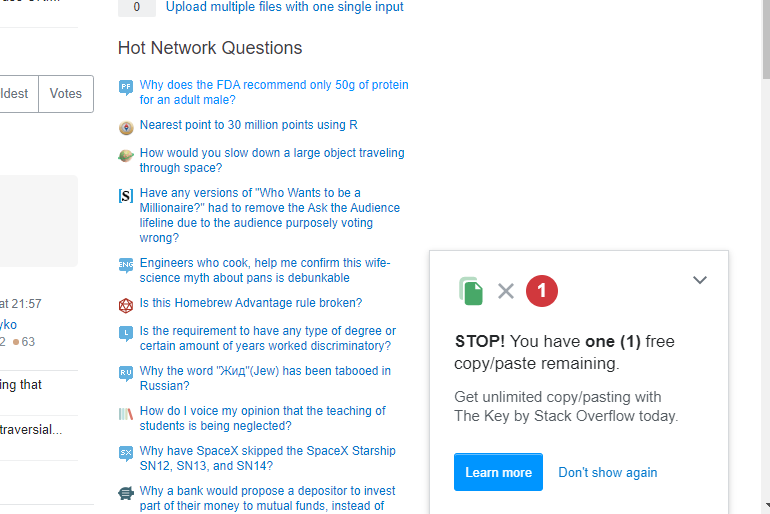 0 Upload multiple files with one single input
Hot Network Questions
ldest Votes
PF Why does the FDA recommend only 50g of protein
for an adult male?
Nearest point to 30 million points using R
How would you slow down a large object traveling
through space?
[S] Have any versions of "Who Wants to be a
Millionaire?" had to remove the Ask the Audience
lifeline due to the audience purposely voting
wrong?
ENG Engineers who cook, help me confirm this wife-
science myth about pans is debunkable
Is this Homebrew Advantage rule broken?
L Is the requirement to have any type of degree or
certain amount of years worked discriminatory?
RU Why the word "Жид"(Jew) has been tabooed in
Russian?
How do I voice my opinion that the teaching of
students is being neglected?
SX Why have SpaceX skipped the SpaceX Starship
SN12, SN13, and SN14?
Why a bank would propose a depositor to invest
part of their money to mutual funds, instead of
at 21:57
yko
2 ●63
ing that
traversial...
1
STOP! You have one (1) free
copy/paste remaining.
Get unlimited copy/pasting with
The Key by Stack Overflow today.
Learn more Don't show again